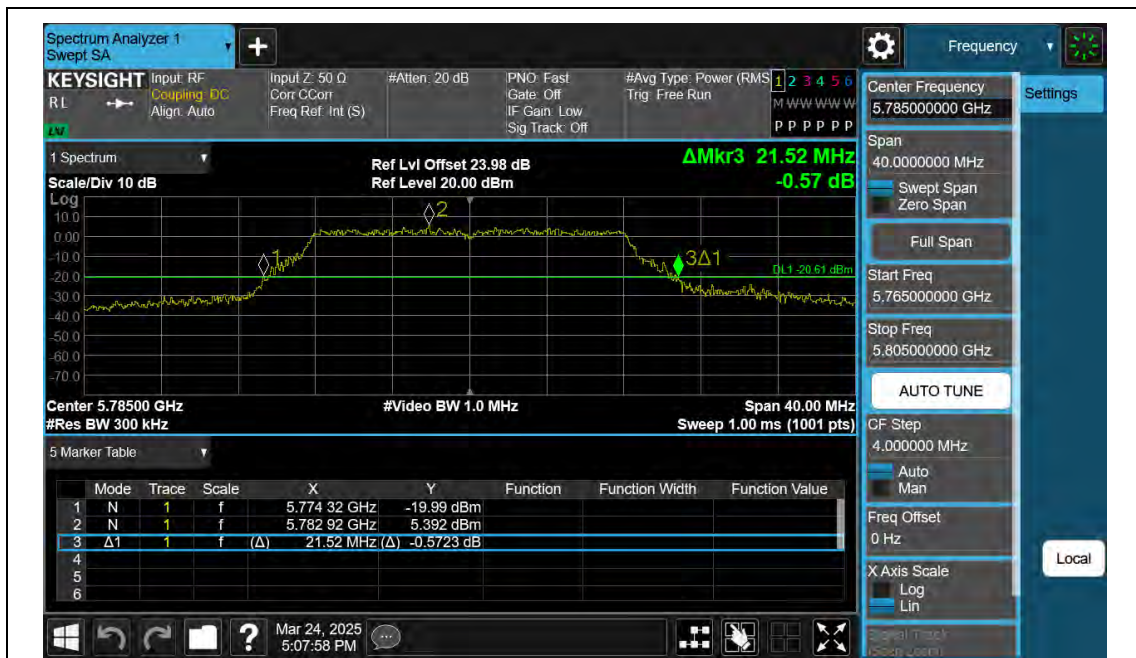 Spectrum Analyzer 1
Swept SA
+
Frequency
KEYSIGHT
RL
LXI
Input: RF
Coupling: DC
Align: Auto
Input Z: 50 Ω
Corr CCorr
Freq Ref: Int (S)
#Atten: 20 dB
PNO: Fast
Gate: Off
IF Gain: Low
Sig Track: Off
#Avg Type: Power (RMS
Trig: Free Run
1 2 3 4 5 6
M W W W W W
P P P P P P
Center Frequency
5.785000000 GHz
Settings
Span
40.0000000 MHz
Swept Span
Zero Span
Full Span
Start Freq
5.765000000 GHz
Stop Freq
5.805000000 GHz
AUTO TUNE
CF Step
4.000000 MHz
Auto
Man
Freq Offset
0 Hz
X Axis Scale
Log
Lin
Signal Track
(Span Zoom)
Local
1 Spectrum
Scale/Div 10 dB
Ref Lvl Offset 23.98 dB
Ref Level 20.00 dBm
ΔMkr3 21.52 MHz
-0.57 dB
Log
10.0
0.00
-10.0
-20.0
-30.0
-40.0
-50.0
-60.0
-70.0
1
2
3Δ1
DL1 -20.61 dBm
Center 5.78500 GHz
#Res BW 300 kHz
#Video BW 1.0 MHz
Span 40.00 MHz
Sweep 1.00 ms (1001 pts)
5 Marker Table
Mode Trace Scale X Y Function Function Width Function Value
1 N 1 f 5.774 32 GHz -19.99 dBm
2 N 1 f 5.782 92 GHz 5.392 dBm
3 Δ1 1 f (Δ) 21.52 MHz (Δ) -0.5723 dB
4
5
6
?
Mar 24, 2025
5:07:58 PM